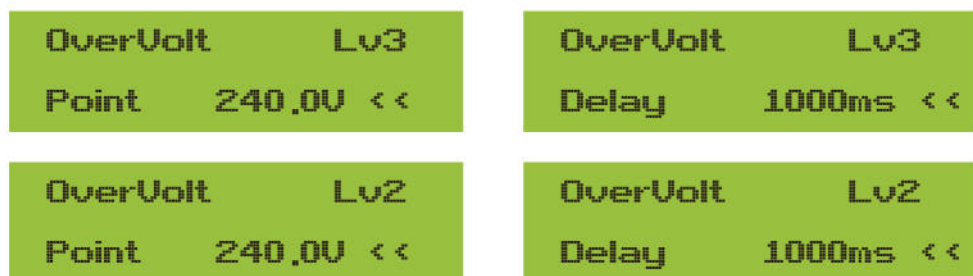 OverVolt Lv3
Point 240.0V <<
OverVolt Lv3
Delay 1000ms <<
OverVolt Lv2
Point 240.0V <<
OverVolt Lv2
Delay 1000ms <<